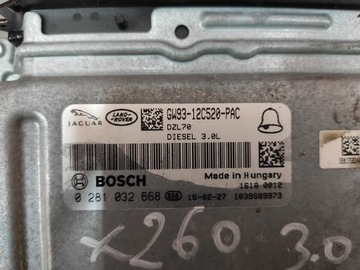 JAGUAR
LAND-
ROVER
GW93-12C520-PAC
DZL70
DIESEL 3.0L
Made in Hungary
1618 0012
BOSCH
0 281 032 668
16-02-27
1039S89973
x260 3.0